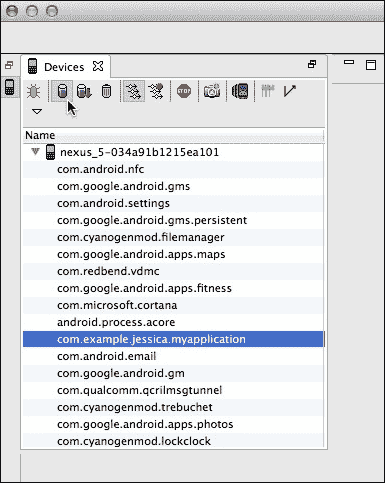 Devices
STOP
Name
nexus_5-034a91b1215ea101
com.android.nfc
com.google.android.gms
com.android.settings
com.google.android.gms.persistent
com.cyanogenmod.filemanager
com.google.android.apps.maps
com.redbend.vdmc
com.google.android.apps.fitness
com.microsoft.cortana
android.process.acore
com.example.jessica.myapplication
com.android.email
com.google.android.gm
com.qualcomm.qcrilmsgtunnel
com.cyanogenmod.trebuchet
com.google.android.apps.photos
com.cyanogenmod.lockclock